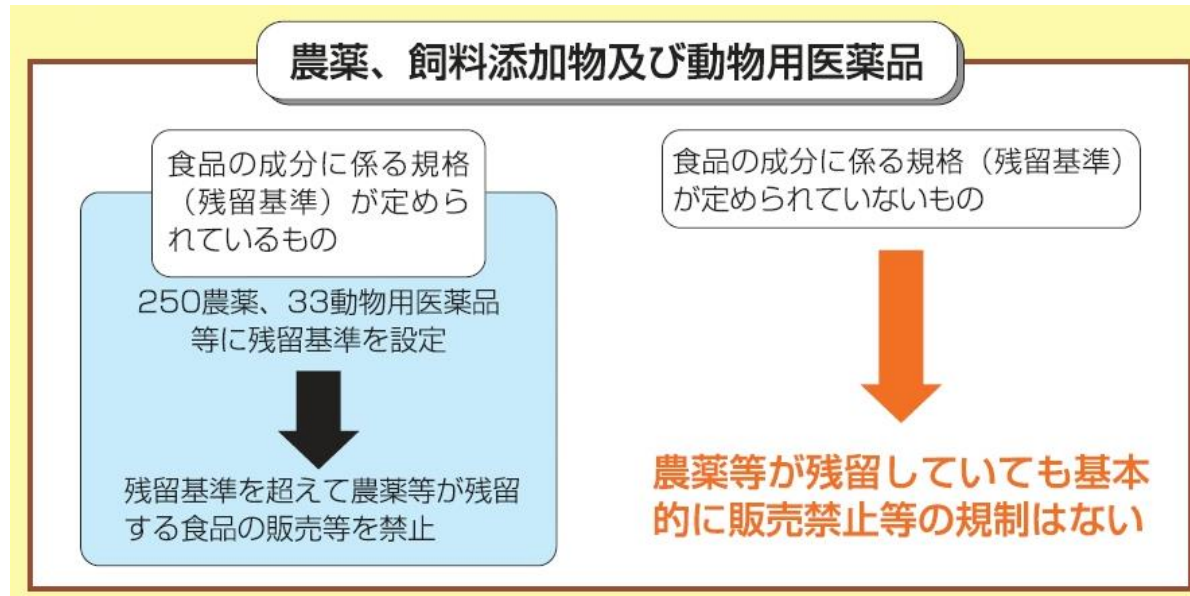 農薬、飼料添加物及び動物用医薬品
食品の成分に係る規格
（残留基準）が定めら
れているもの
250農薬、33動物用医薬品
等に残留基準を設定
残留基準を超えて農薬等が残留
する食品の販売等を禁止
食品の成分に係る規格（残留基準）
が定められていないもの
農薬等が残留していても基本
的に販売禁止等の規制はない